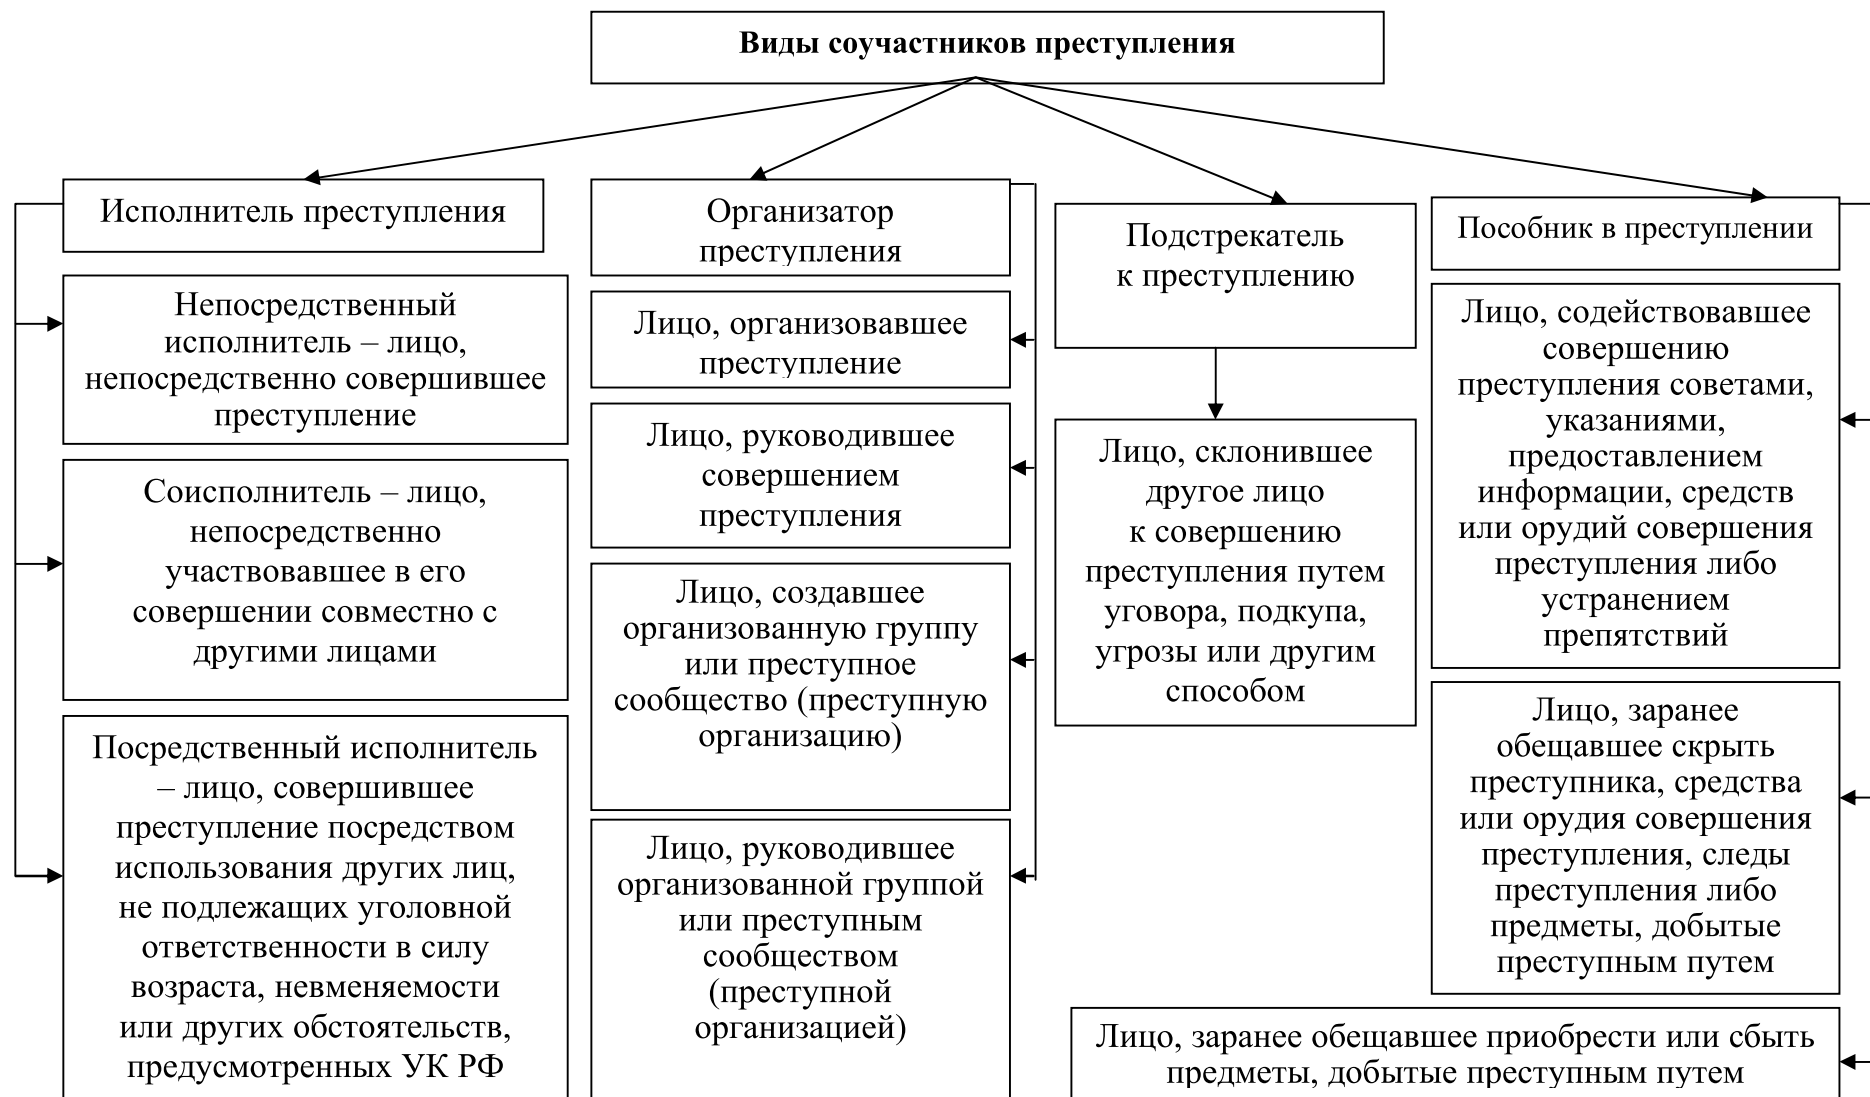 Виды соучастников преступления
Исполнитель преступления
Непосредственный
исполнитель – лицо,
непосредственно совершившее
преступление
Соисполнитель – лицо,
непосредственно
участвовавшее в его
совершении совместно с
другими лицами
Посредственный исполнитель
– лицо, совершившее
преступление посредством
использования других лиц,
не подлежащих уголовной
ответственности в силу
возраста, невменяемости
или других обстоятельств,
предусмотренных УК РФ
Организатор
преступления
Лицо, организовавшее
преступление
Лицо, руководившее
совершением
преступления
Лицо, создавшее
организованную группу
или преступное
сообщество (преступную
организацию)
Лицо, руководившее
организованной группой
или преступным
сообществом
(преступной
организацией)
Подстрекатель
к преступлению
Лицо, склонившее
другое лицо
к совершению
преступления путем
уговора, подкупа,
угрозы или другим
способом
Пособник в преступлении
Лицо, содействовавшее
совершению
преступления советами,
указаниями,
предоставлением
информации, средств
или орудий совершения
преступления либо
устранением
препятствий
Лицо, заранее
обещавшее скрыть
преступника, средства
или орудия совершения
преступления, следы
преступления либо
предметы, добытые
преступным путем
Лицо, заранее обещавшее приобрести или сбыть
предметы, добытые преступным путем